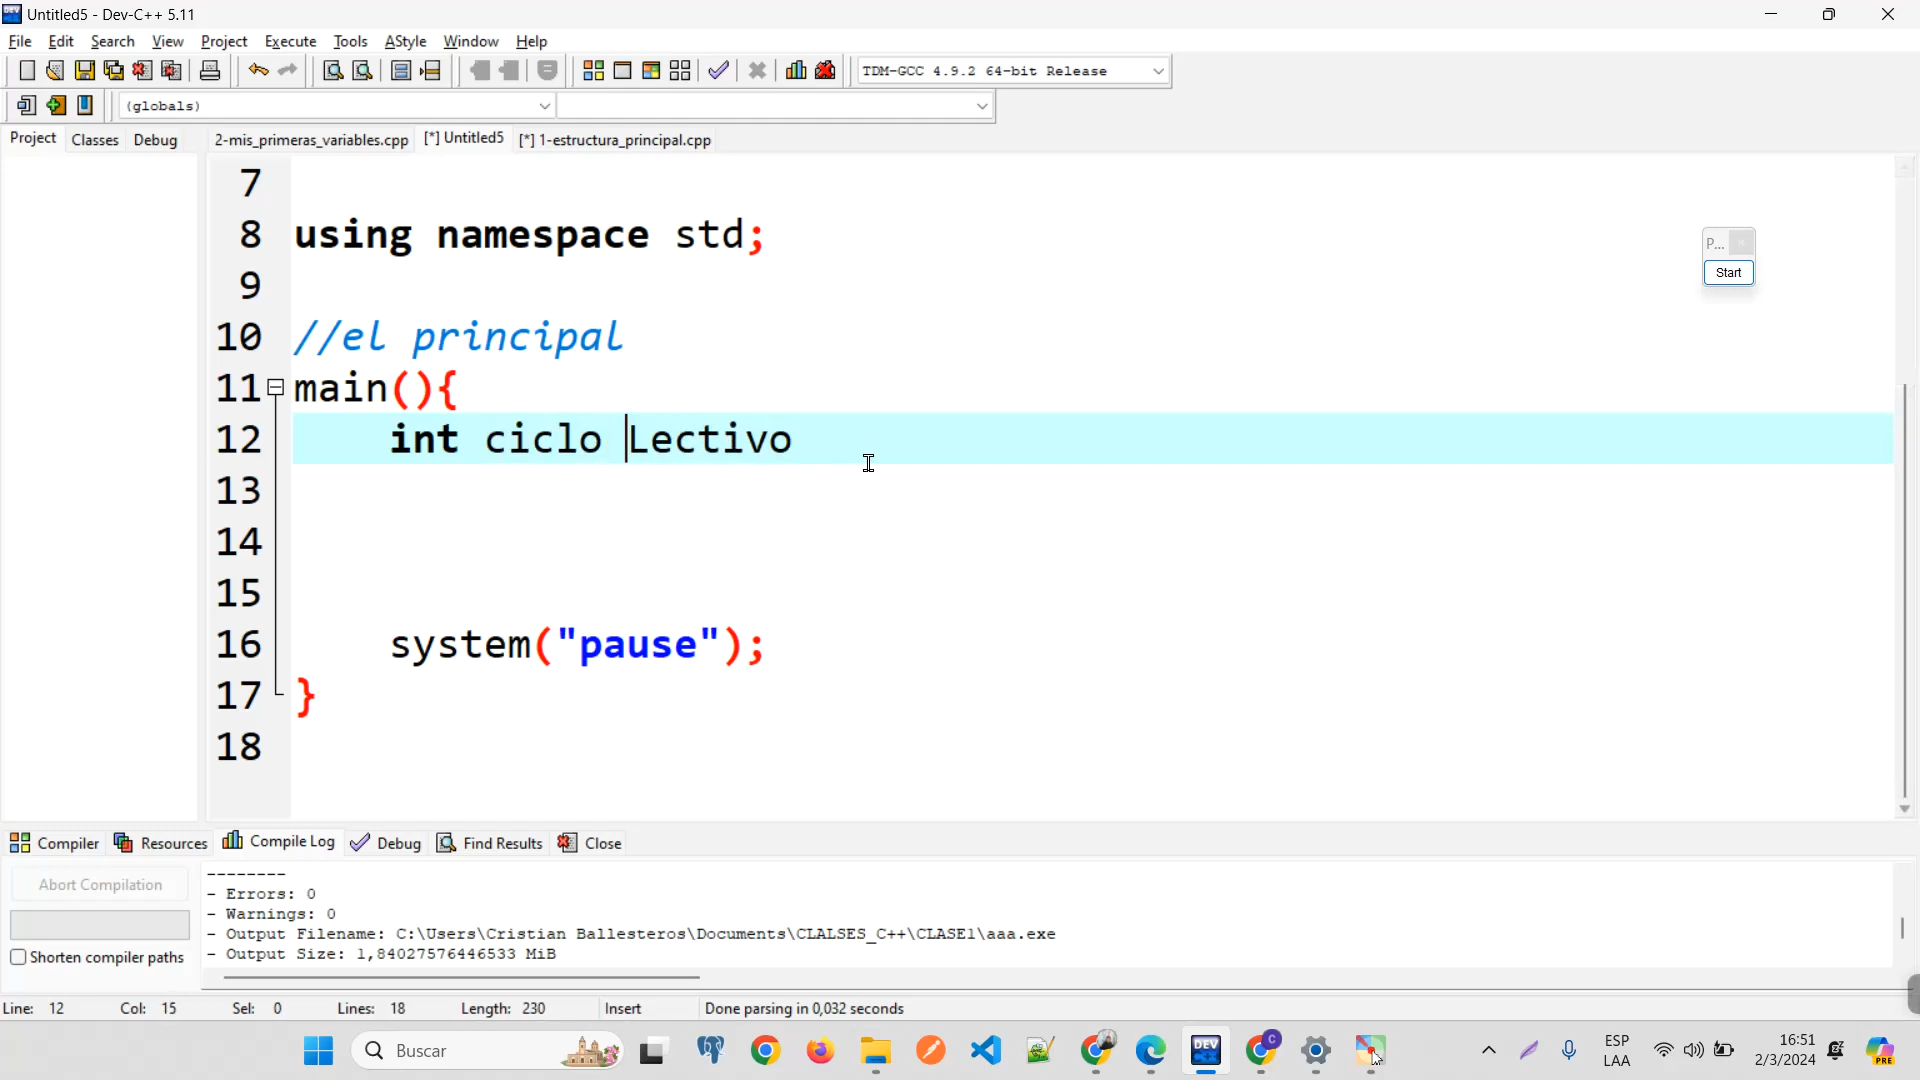 Untitled5 - Dev-C++ 5.11
File Edit Search View Project Execute Tools AStyle Window Help
TDM-GCC 4.9.2 64-bit Release
(globals)
Project Classes Debug 2-mis_primeras_variables.cpp [*] Untitled5 [*] 1-estructura_principal.cpp
7
8 using namespace std;
P...
Start
9
10 //el principal
11 main(){
12 int ciclo Lectivo
13
14
15
16 system("pause");
17 }
18
Compiler Resources Compile Log Debug Find Results Close
Abort Compilation
Shorten compiler paths
--------
- Errors: 0
- Warnings: 0
- Output Filename: C:\Users\Cristian Ballesteros\Documents\CLALSES_C++\CLASE1\aaa.exe
- Output Size: 1,84027576446533 MiB
Line: 12 Col: 15 Sel: 0 Lines: 18 Length: 230 Insert Done parsing in 0,032 seconds
Buscar
DEV
C
ESP
LAA
16:51
2/3/2024
PRE